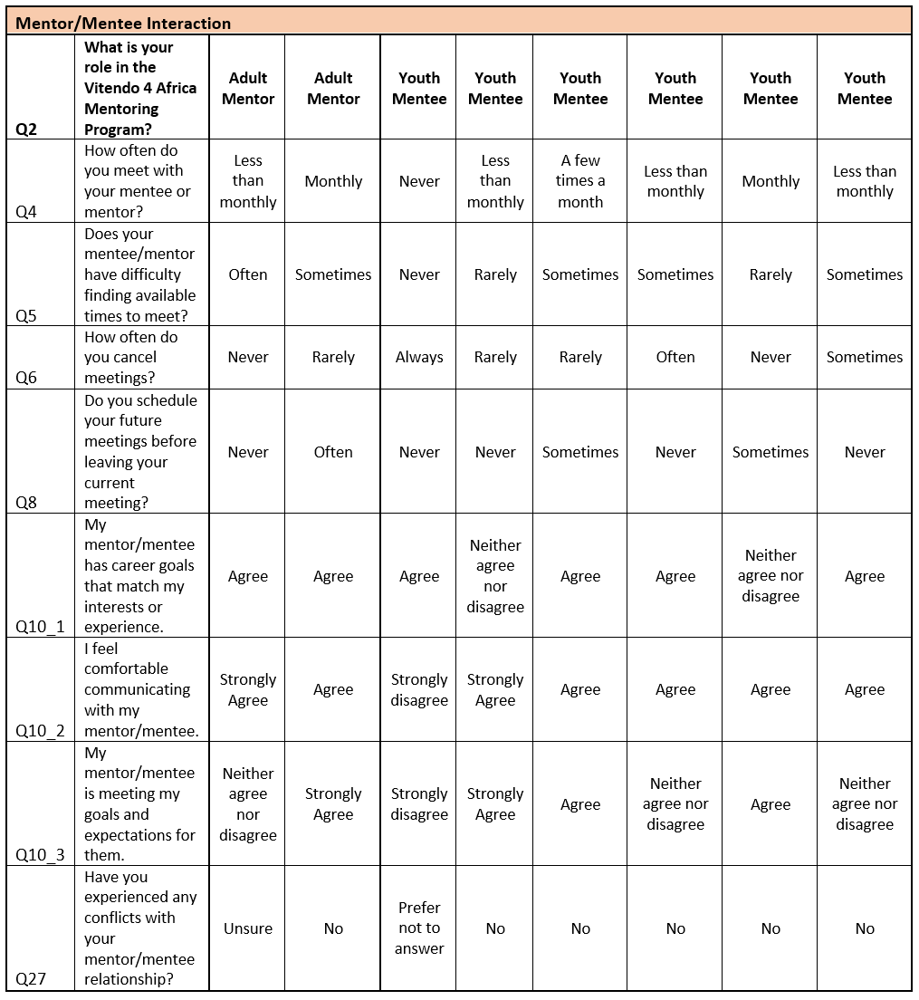 Mentor/Mentee Interaction
Q2
What is your
role in the
Vitendo 4 Africa
Mentoring
Program?
Adult
Mentor
Adult
Mentor
Youth
Mentee
Youth
Mentee
Youth
Mentee
Youth
Mentee
Youth
Mentee
Youth
Mentee
Q4
How often do
you meet with
your mentee or
mentor?
Less
than
monthly
Monthly
Never
Less
than
monthly
A few
times a
month
Less than
monthly
Monthly
Less than
monthly
Q5
Does your
mentee/mentor
have difficulty
finding available
times to meet?
Often
Sometimes
Never
Rarely
Sometimes
Sometimes
Rarely
Sometimes
Q6
How often do
you cancel
meetings?
Never
Rarely
Always
Rarely
Rarely
Often
Never
Sometimes
Q8
Do you schedule
your future
meetings before
leaving your
current
meeting?
Never
Often
Never
Never
Sometimes
Never
Sometimes
Never
Q10_1
My
mentor/mentee
has career goals
that match my
interests or
experience.
Agree
Agree
Agree
Neither
agree
nor
disagree
Agree
Agree
Neither
agree nor
disagree
Agree
Q10_2
I feel
comfortable
communicating
with my
mentor/mentee.
Strongly
Agree
Agree
Strongly
disagree
Strongly
Agree
Agree
Agree
Agree
Agree
Q10_3
My
mentor/mentee
is meeting my
goals and
expectations for
them.
Neither
agree
nor
disagree
Strongly
Agree
Strongly
disagree
Strongly
Agree
Agree
Neither
agree nor
disagree
Agree
Neither
agree nor
disagree
Q27
Have you
experienced any
conflicts with
your
mentor/mentee
relationship?
Unsure
No
Prefer
not to
answer
No
No
No
No
No